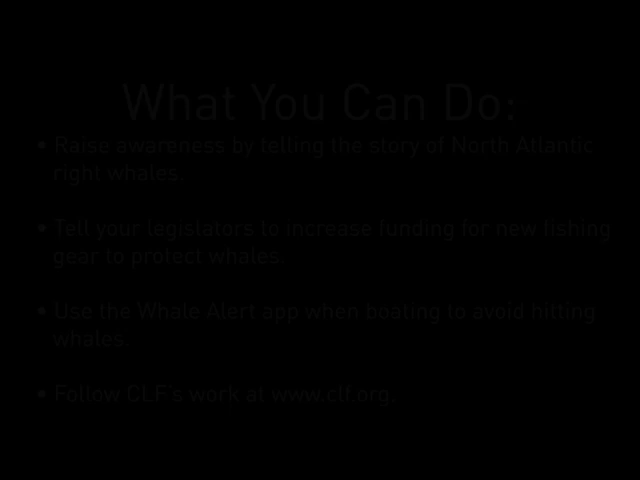 What You Can Do:
• Raise awareness by telling the story of North Atlantic
right whales.
• Tell your legislators to increase funding for new fishing
gear to protect whales.
• Use the Whale Alert app when boating to avoid hitting
whales.
• Follow CLF's work at www.clf.org.